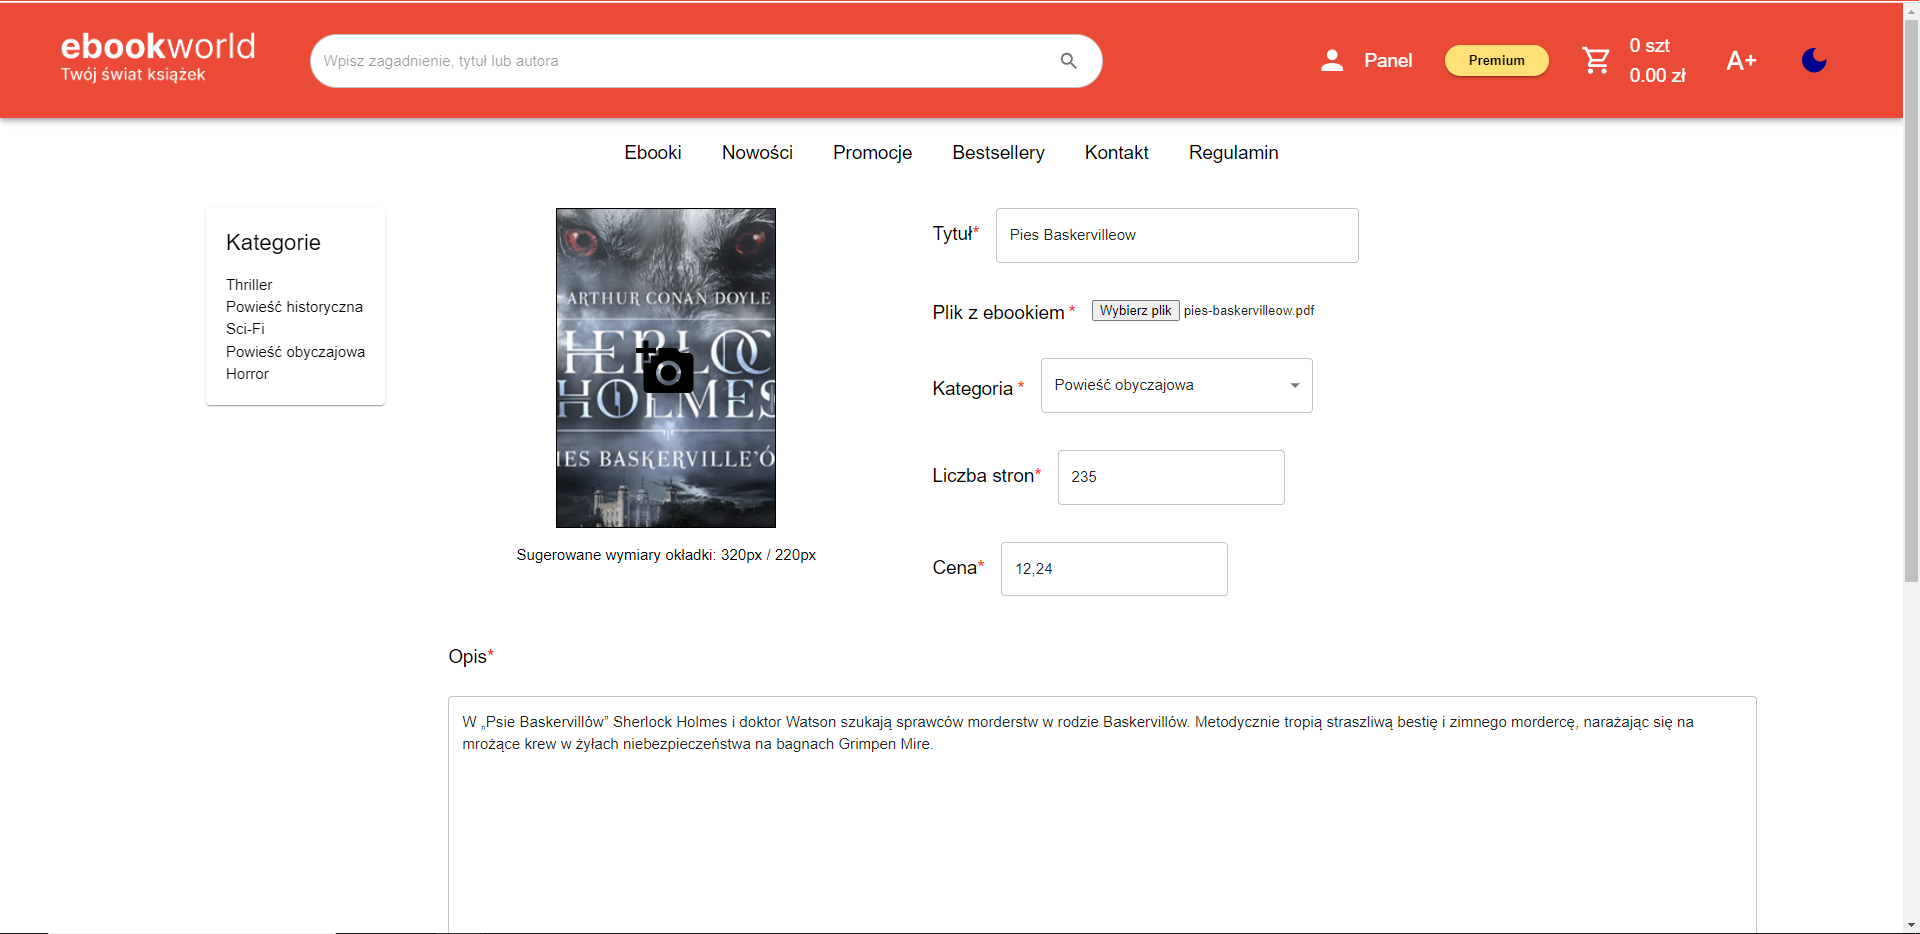 ebookworld
Twój świat książek
Wpisz zagadnienie, tytuł lub autora
Panel
Premium
0 szt
0.00 zł
A+
Ebooki Nowości Promocje Bestsellery Kontakt Regulamin
Kategorie
Thriller
Powieść historyczna
Sci-Fi
Powieść obyczajowa
Horror
ARTHUR CONAN DOYLE
HERLOC
HOLMES
IES BASKERVILLE'Ó
Sugerowane wymiary okładki: 320px / 220px
Tytuł* Pies Baskervilleow
Plik z ebookiem * Wybierz plik pies-baskervilleow.pdf
Kategoria * Powieść obyczajowa
Liczba stron* 235
Cena* 12,24
Opis*
W „Psie Baskervillów” Sherlock Holmes i doktor Watson szukają sprawców morderstw w rodzie Baskervillów. Metodycznie tropią straszliwą bestię i zimnego mordercę, narażając się na
mrożące krew w żyłach niebezpieczeństwa na bagnach Grimpen Mire.